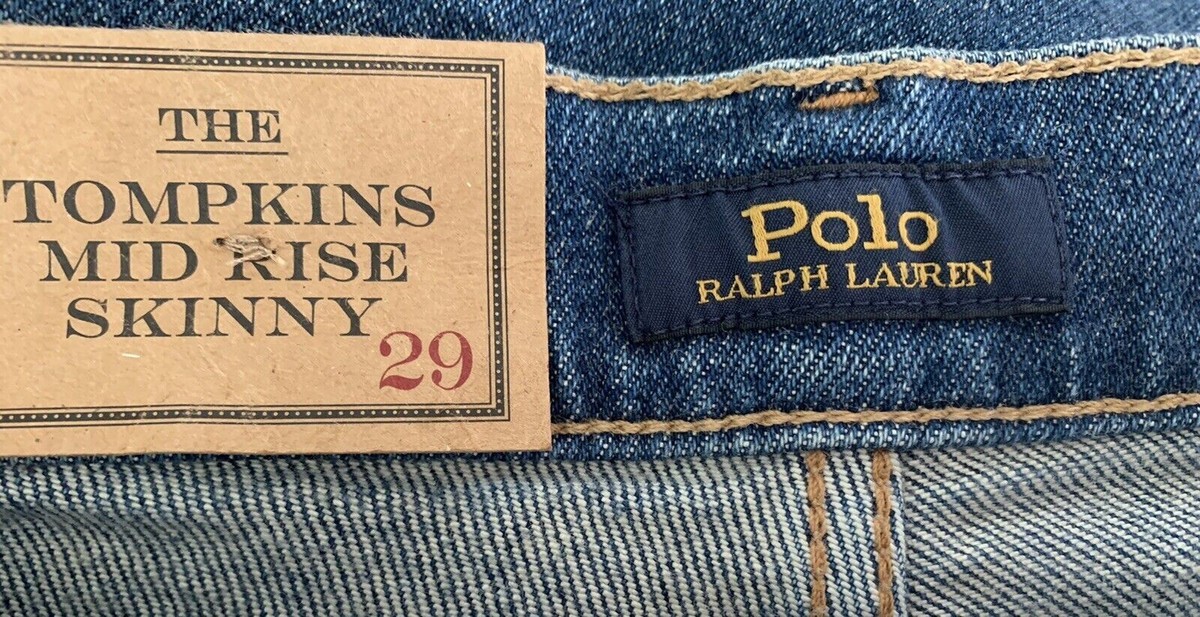 THE
TOMPKINS
MID RISE
SKINNY
29
Polo
RALPH LAUREN